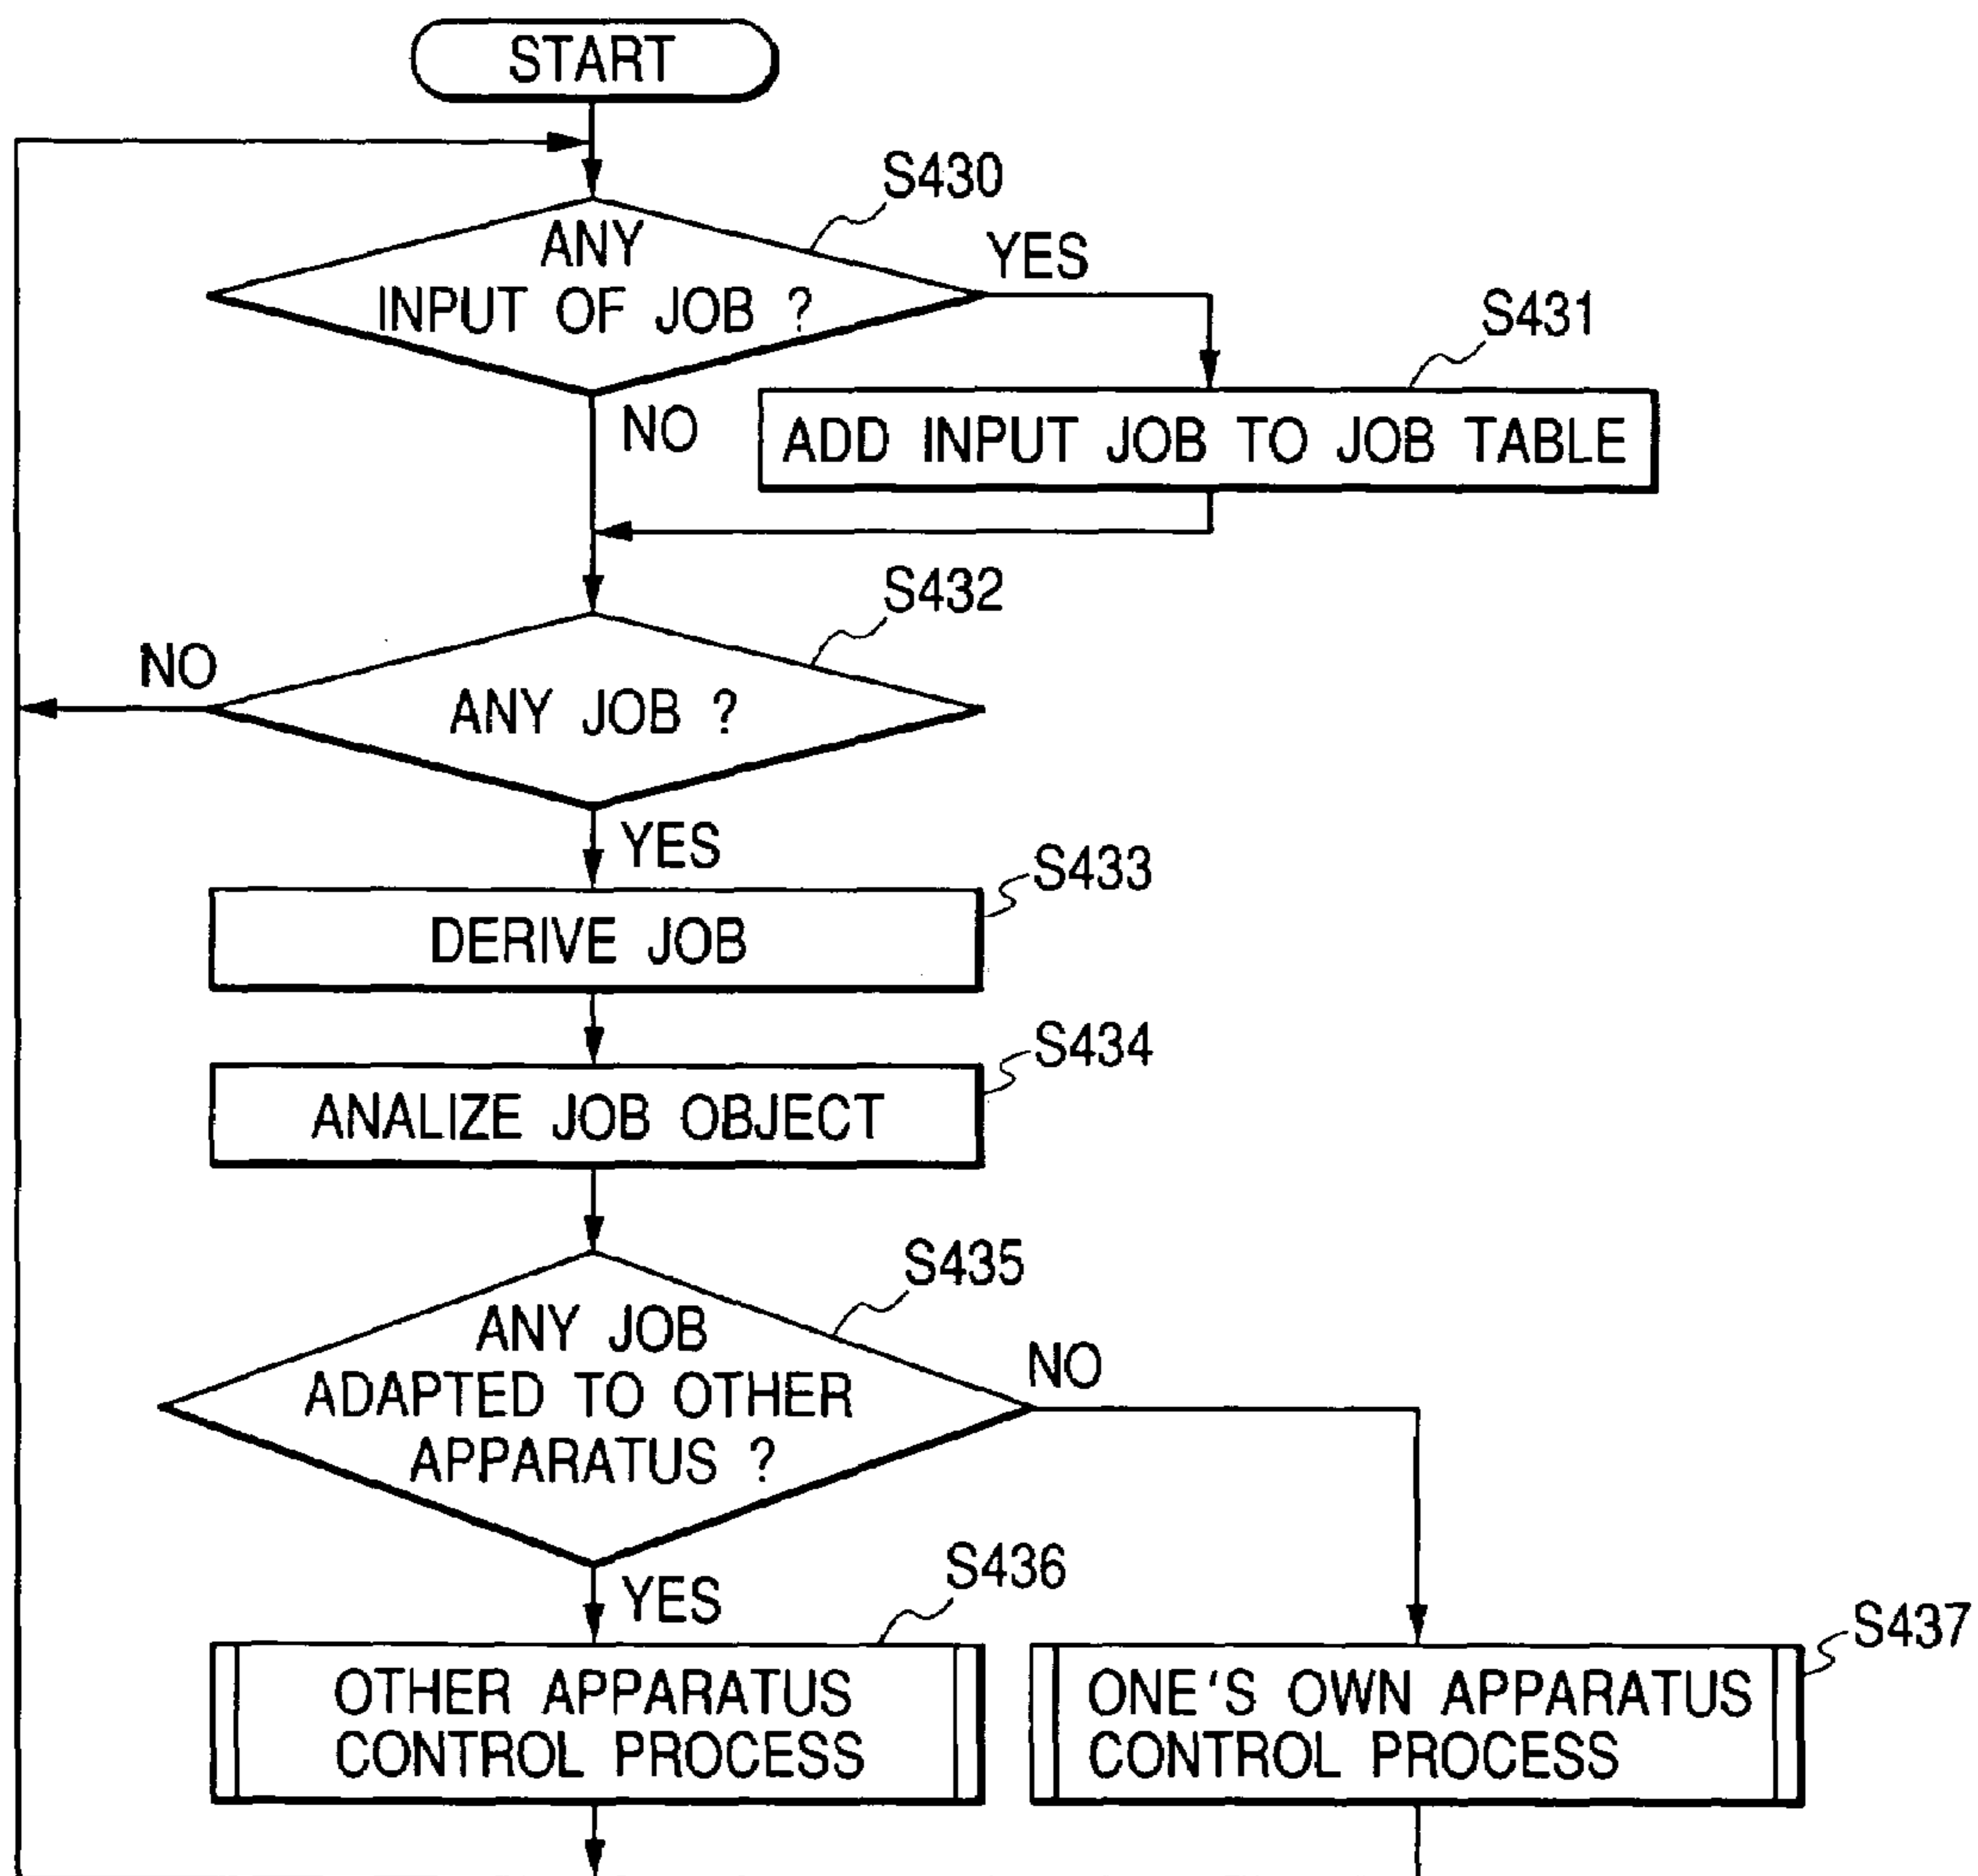 START
S430
ANY
INPUT OF JOB ?
YES
S431
NO
ADD INPUT JOB TO JOB TABLE
S432
NO
ANY JOB ?
YES
S433
DERIVE JOB
S434
ANALIZE JOB OBJECT
S435
ANY JOB
ADAPTED TO OTHER
APPARATUS ?
NO
YES
S436
S437
OTHER APPARATUS
CONTROL PROCESS
ONE'S OWN APPARATUS
CONTROL PROCESS